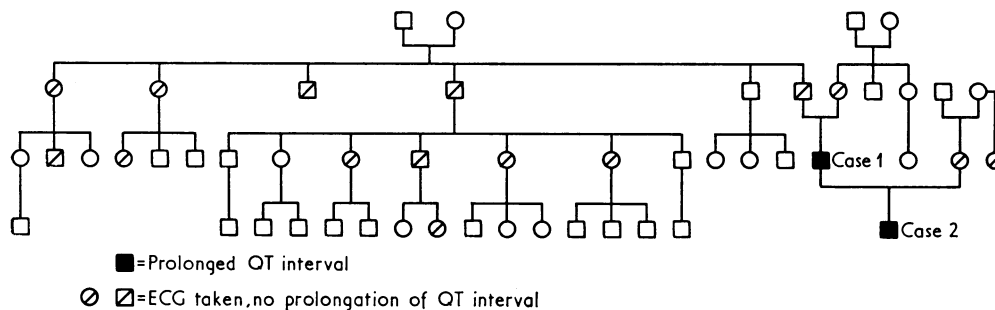 Case 1
Case 2
=Prolonged QT interval
=ECG taken, no prolongation of QT interval